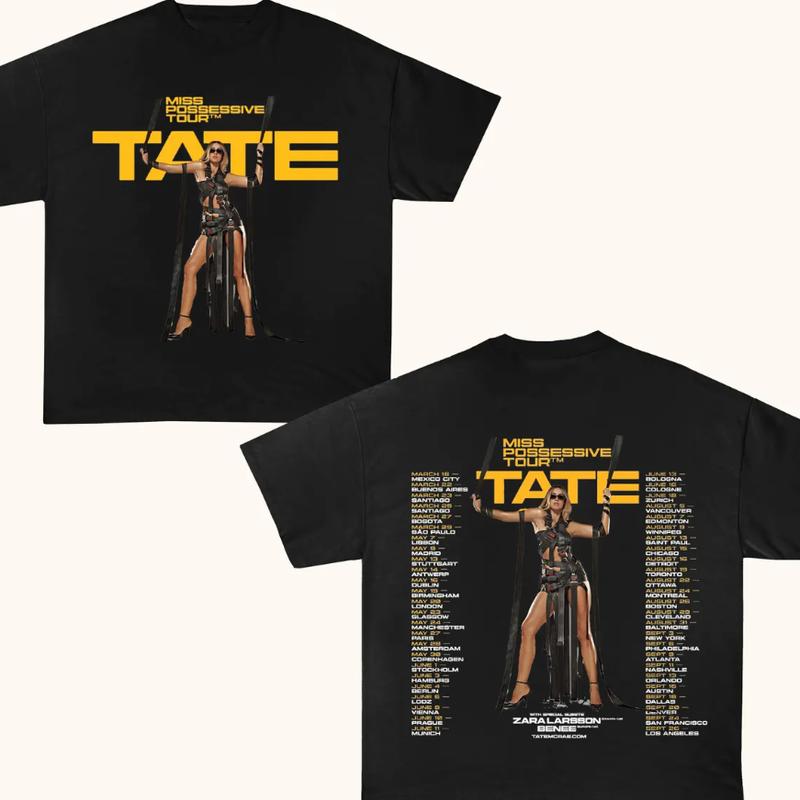 MISS
POSSESSIVE
TOUR™
TATE
MISS
POSSESSIVE
TOUR™
TATE
MARCH 16 —
MEXICO CITY
MARCH 22 —
BUENOS AIRES
MARCH 23 —
SANTIAGO
MARCH 25 —
SANTIAGO
MARCH 27 —
BOGOTA
MARCH 29 —
SÃO PAULO
MAY 7 —
LISBON
MAY 9 —
MADRID
MAY 13 —
STUTTGART
MAY 14 —
ANTWERP
MAY 16 —
DUBLIN
MAY 19 —
BIRMINGHAM
MAY 20 —
LONDON
MAY 23 —
GLASGOW
MAY 24 —
MANCHESTER
MAY 27 —
PARIS
MAY 28 —
AMSTERDAM
MAY 30 —
COPENHAGEN
JUNE 1 —
STOCKHOLM
JUNE 3 —
HAMBURG
JUNE 4 —
BERLIN
JUNE 6 —
LODZ
JUNE 8 —
VIENNA
JUNE 10 —
PRAGUE
JUNE 11 —
MUNICH
JUNE 13 —
BOLOGNA
JUNE 16 —
COLOGNE
JUNE 18 —
ZURICH
AUGUST 5 —
VANCOUVER
AUGUST 7 —
EDMONTON
AUGUST 9 —
WINNIPEG
AUGUST 13 —
SAINT PAUL
AUGUST 15 —
CHICAGO
AUGUST 16 —
DETROIT
AUGUST 19 —
TORONTO
AUGUST 22 —
OTTAWA
AUGUST 24 —
MONTREAL
AUGUST 26 —
BOSTON
AUGUST 29 —
CLEVELAND
AUGUST 31 —
BALTIMORE
SEPT 3 —
NEW YORK
SEPT 6 —
PHILADELPHIA
SEPT 9 —
ATLANTA
SEPT 11 —
NASHVILLE
SEPT 13 —
ORLANDO
SEPT 16 —
AUSTIN
SEPT 18 —
DALLAS
SEPT 20 —
DENVER
SEPT 24 —
SAN FRANCISCO
SEPT 26 —
LOS ANGELES
WITH SPECIAL GUESTS
ZARA LARSSON
BENEE
TATEMCRAE.COM